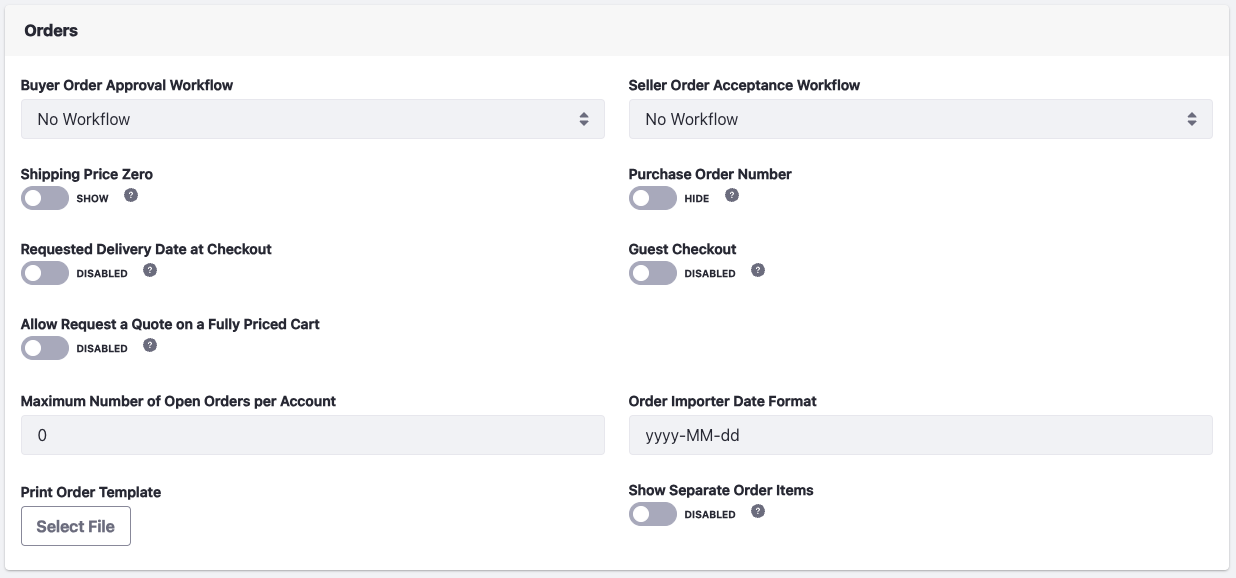 Orders
Buyer Order Approval Workflow
No Workflow
Seller Order Acceptance Workflow
No Workflow
Shipping Price Zero
SHOW ?
Purchase Order Number
HIDE ?
Requested Delivery Date at Checkout
DISABLED ?
Guest Checkout
DISABLED ?
Allow Request a Quote on a Fully Priced Cart
DISABLED ?
Maximum Number of Open Orders per Account
0
Order Importer Date Format
yyyy-MM-dd
Print Order Template
Select File
Show Separate Order Items
DISABLED ?